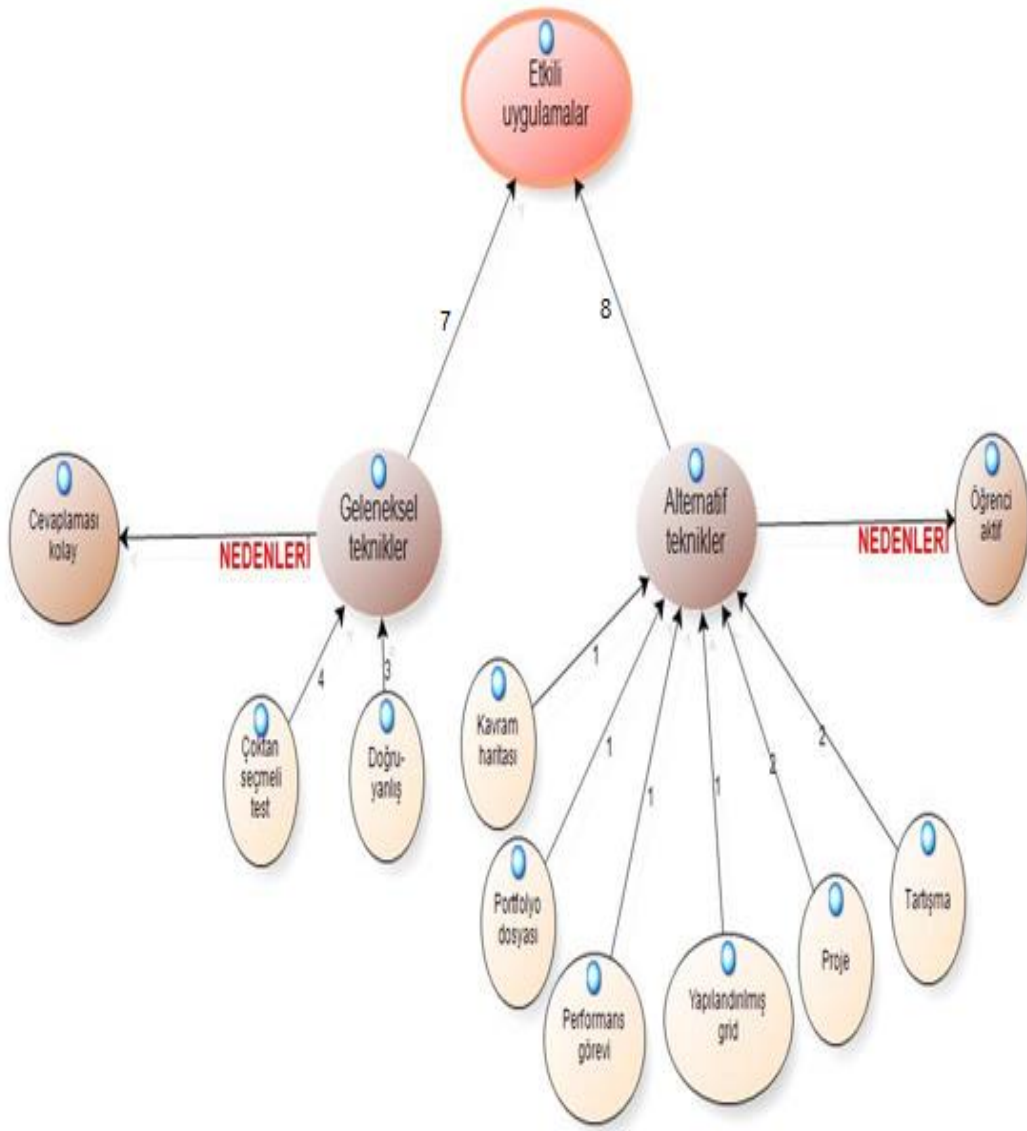 Etkili
uygulamalar
7
8
Cevaplaması
kolay
NEDENLERİ
Geleneksel
teknikler
Alternatif
teknikler
NEDENLERİ
Öğrenci
aktif
4
3
1
1
1
1
2
2
Çoktan
seçmeli
test
Doğru-
yanlış
Kavram
haritası
Portfolyo
dosyası
Performans
görevi
Yapılandırılmış
grid
Proje
Tartışma